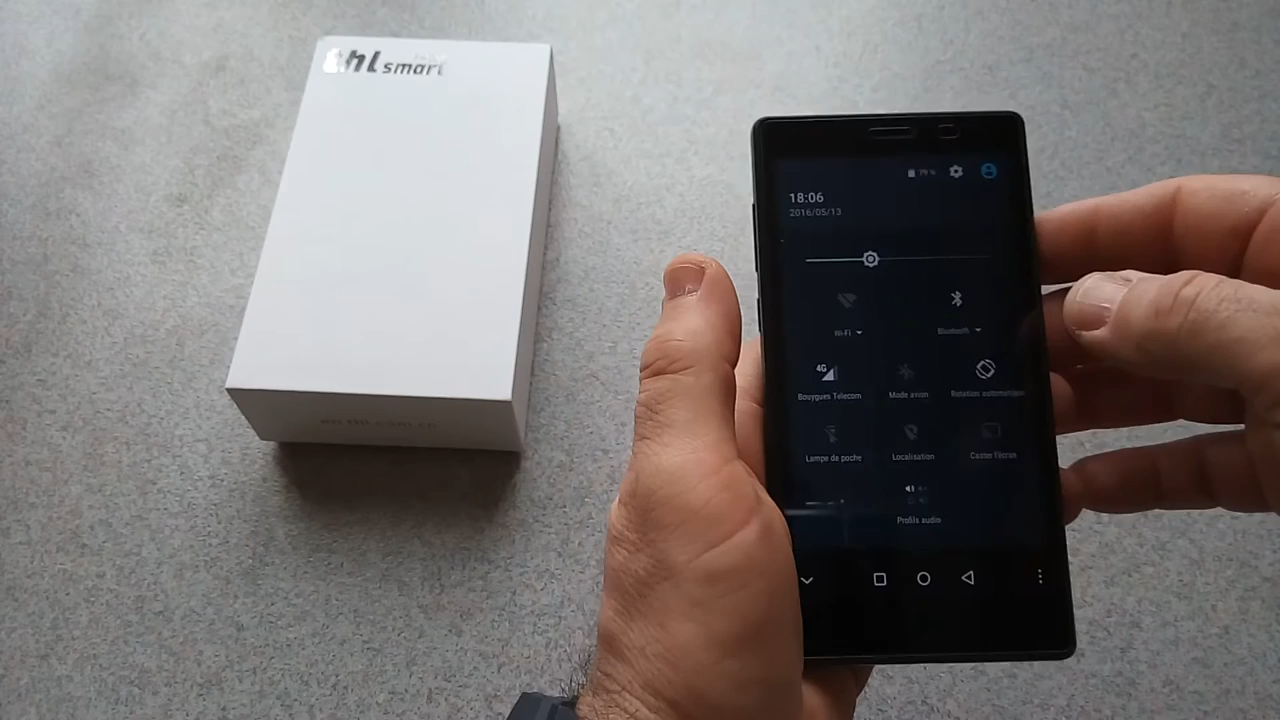 thl smart
79 %
18:06
2016/05/13
Wi-Fi
Bluetooth
4G
Bouygues Telecom
Mode avion
Rotation automatique
Lampe de poche
Localisation
Caster l'écran
Profils audio